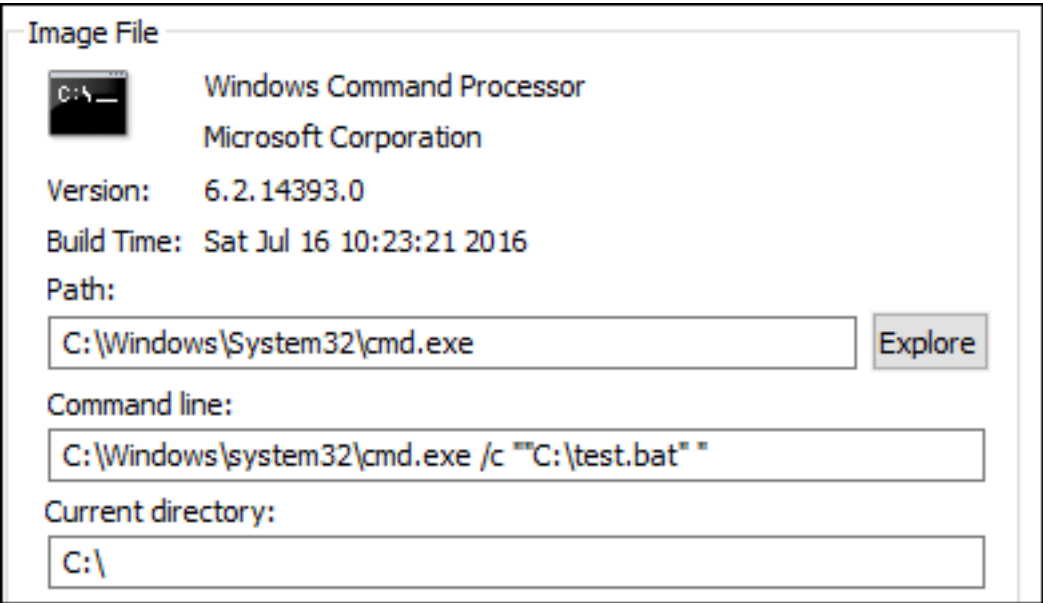 Image File
C:\
Windows Command Processor
Microsoft Corporation
Version: 6.2.14393.0
Build Time: Sat Jul 16 10:23:21 2016
Path:
C:\Windows\System32\cmd.exe Explore
Command line:
C:\Windows\system32\cmd.exe /c ""C:\test.bat" "
Current directory:
C:\